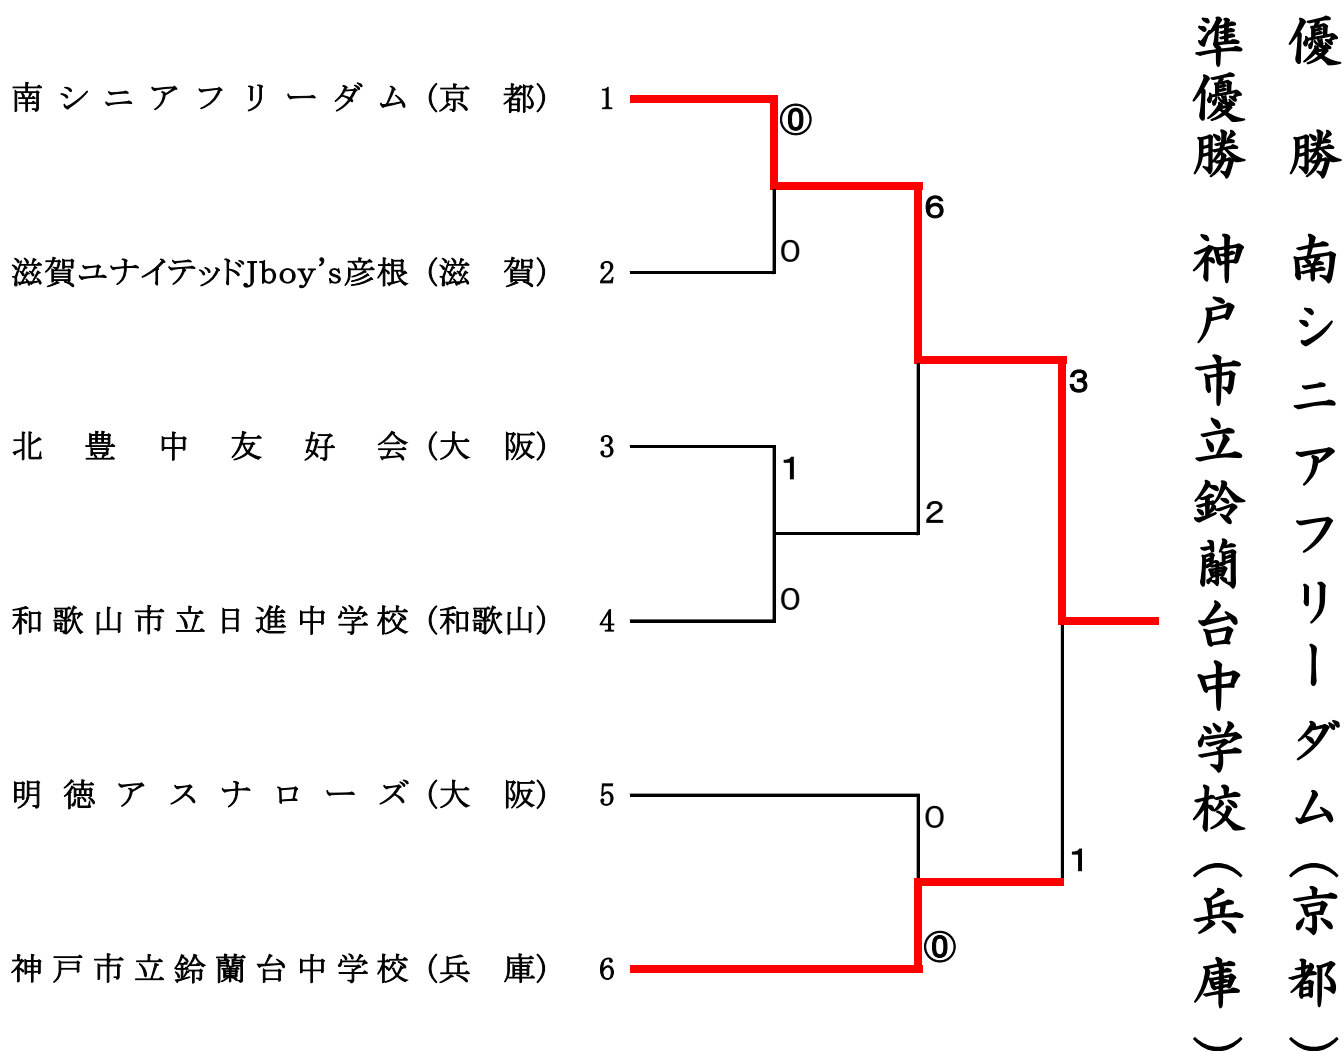 優勝 南シニアフリーダム(京都)
準優勝 神戸市立鈴蘭台中学校(兵庫)
南シニアフリーダム (京 都) 1
⓪
6
0
滋賀ユナイテッドJboy's彦根 (滋 賀) 2
3
北豊中友好会 (大 阪) 3
1
2
0
和歌山市立日進中学校 (和歌山) 4
明徳アスナローズ (大 阪) 5
0
1
⓪
神戸市立鈴蘭台中学校 (兵 庫) 6